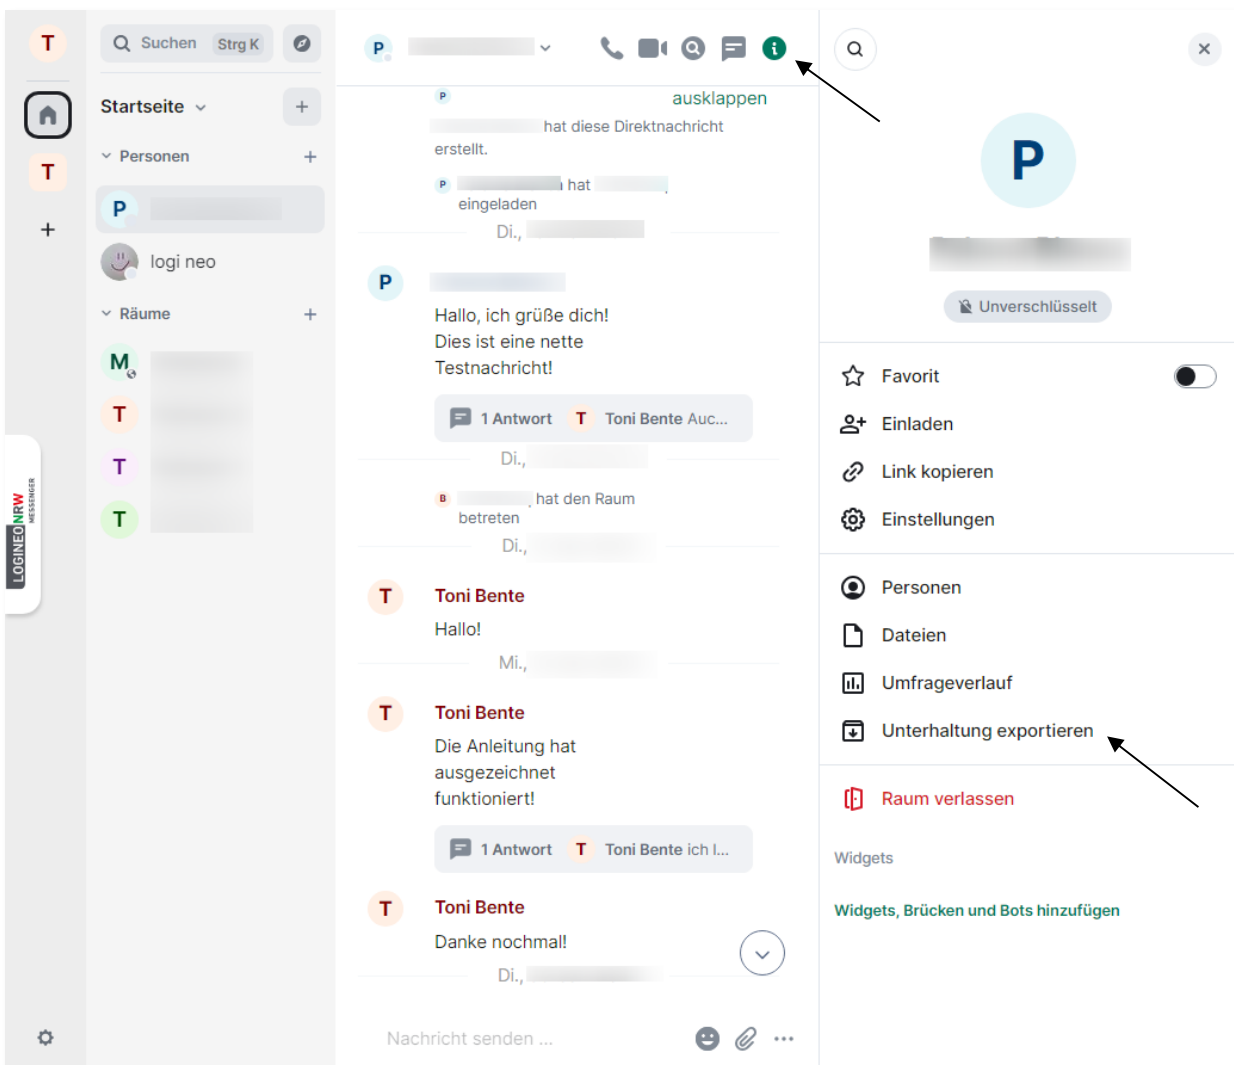 T
Suchen Strg K
Startseite
T
Personen
P
logi neo
Räume
M
T
T
T
LOGINEO NRW
MESSENGER
P
P
ausklappen
hat diese Direktnachricht
erstellt.
P hat
eingeladen
Di.,
P
Hallo, ich grüße dich!
Dies ist eine nette
Testnachricht!
1 Antwort T Toni Bente Auc...
Di.,
B hat den Raum
betreten
Di.,
T Toni Bente
Hallo!
Mi.,
T Toni Bente
Die Anleitung hat
ausgezeichnet
funktioniert!
1 Antwort T Toni Bente ich l...
T Toni Bente
Danke nochmal!
Di.,
Nachricht senden ...
P
Unverschlüsselt
Favorit
Einladen
Link kopieren
Einstellungen
Personen
Dateien
Umfrageverlauf
Unterhaltung exportieren
Raum verlassen
Widgets
Widgets, Brücken und Bots hinzufügen